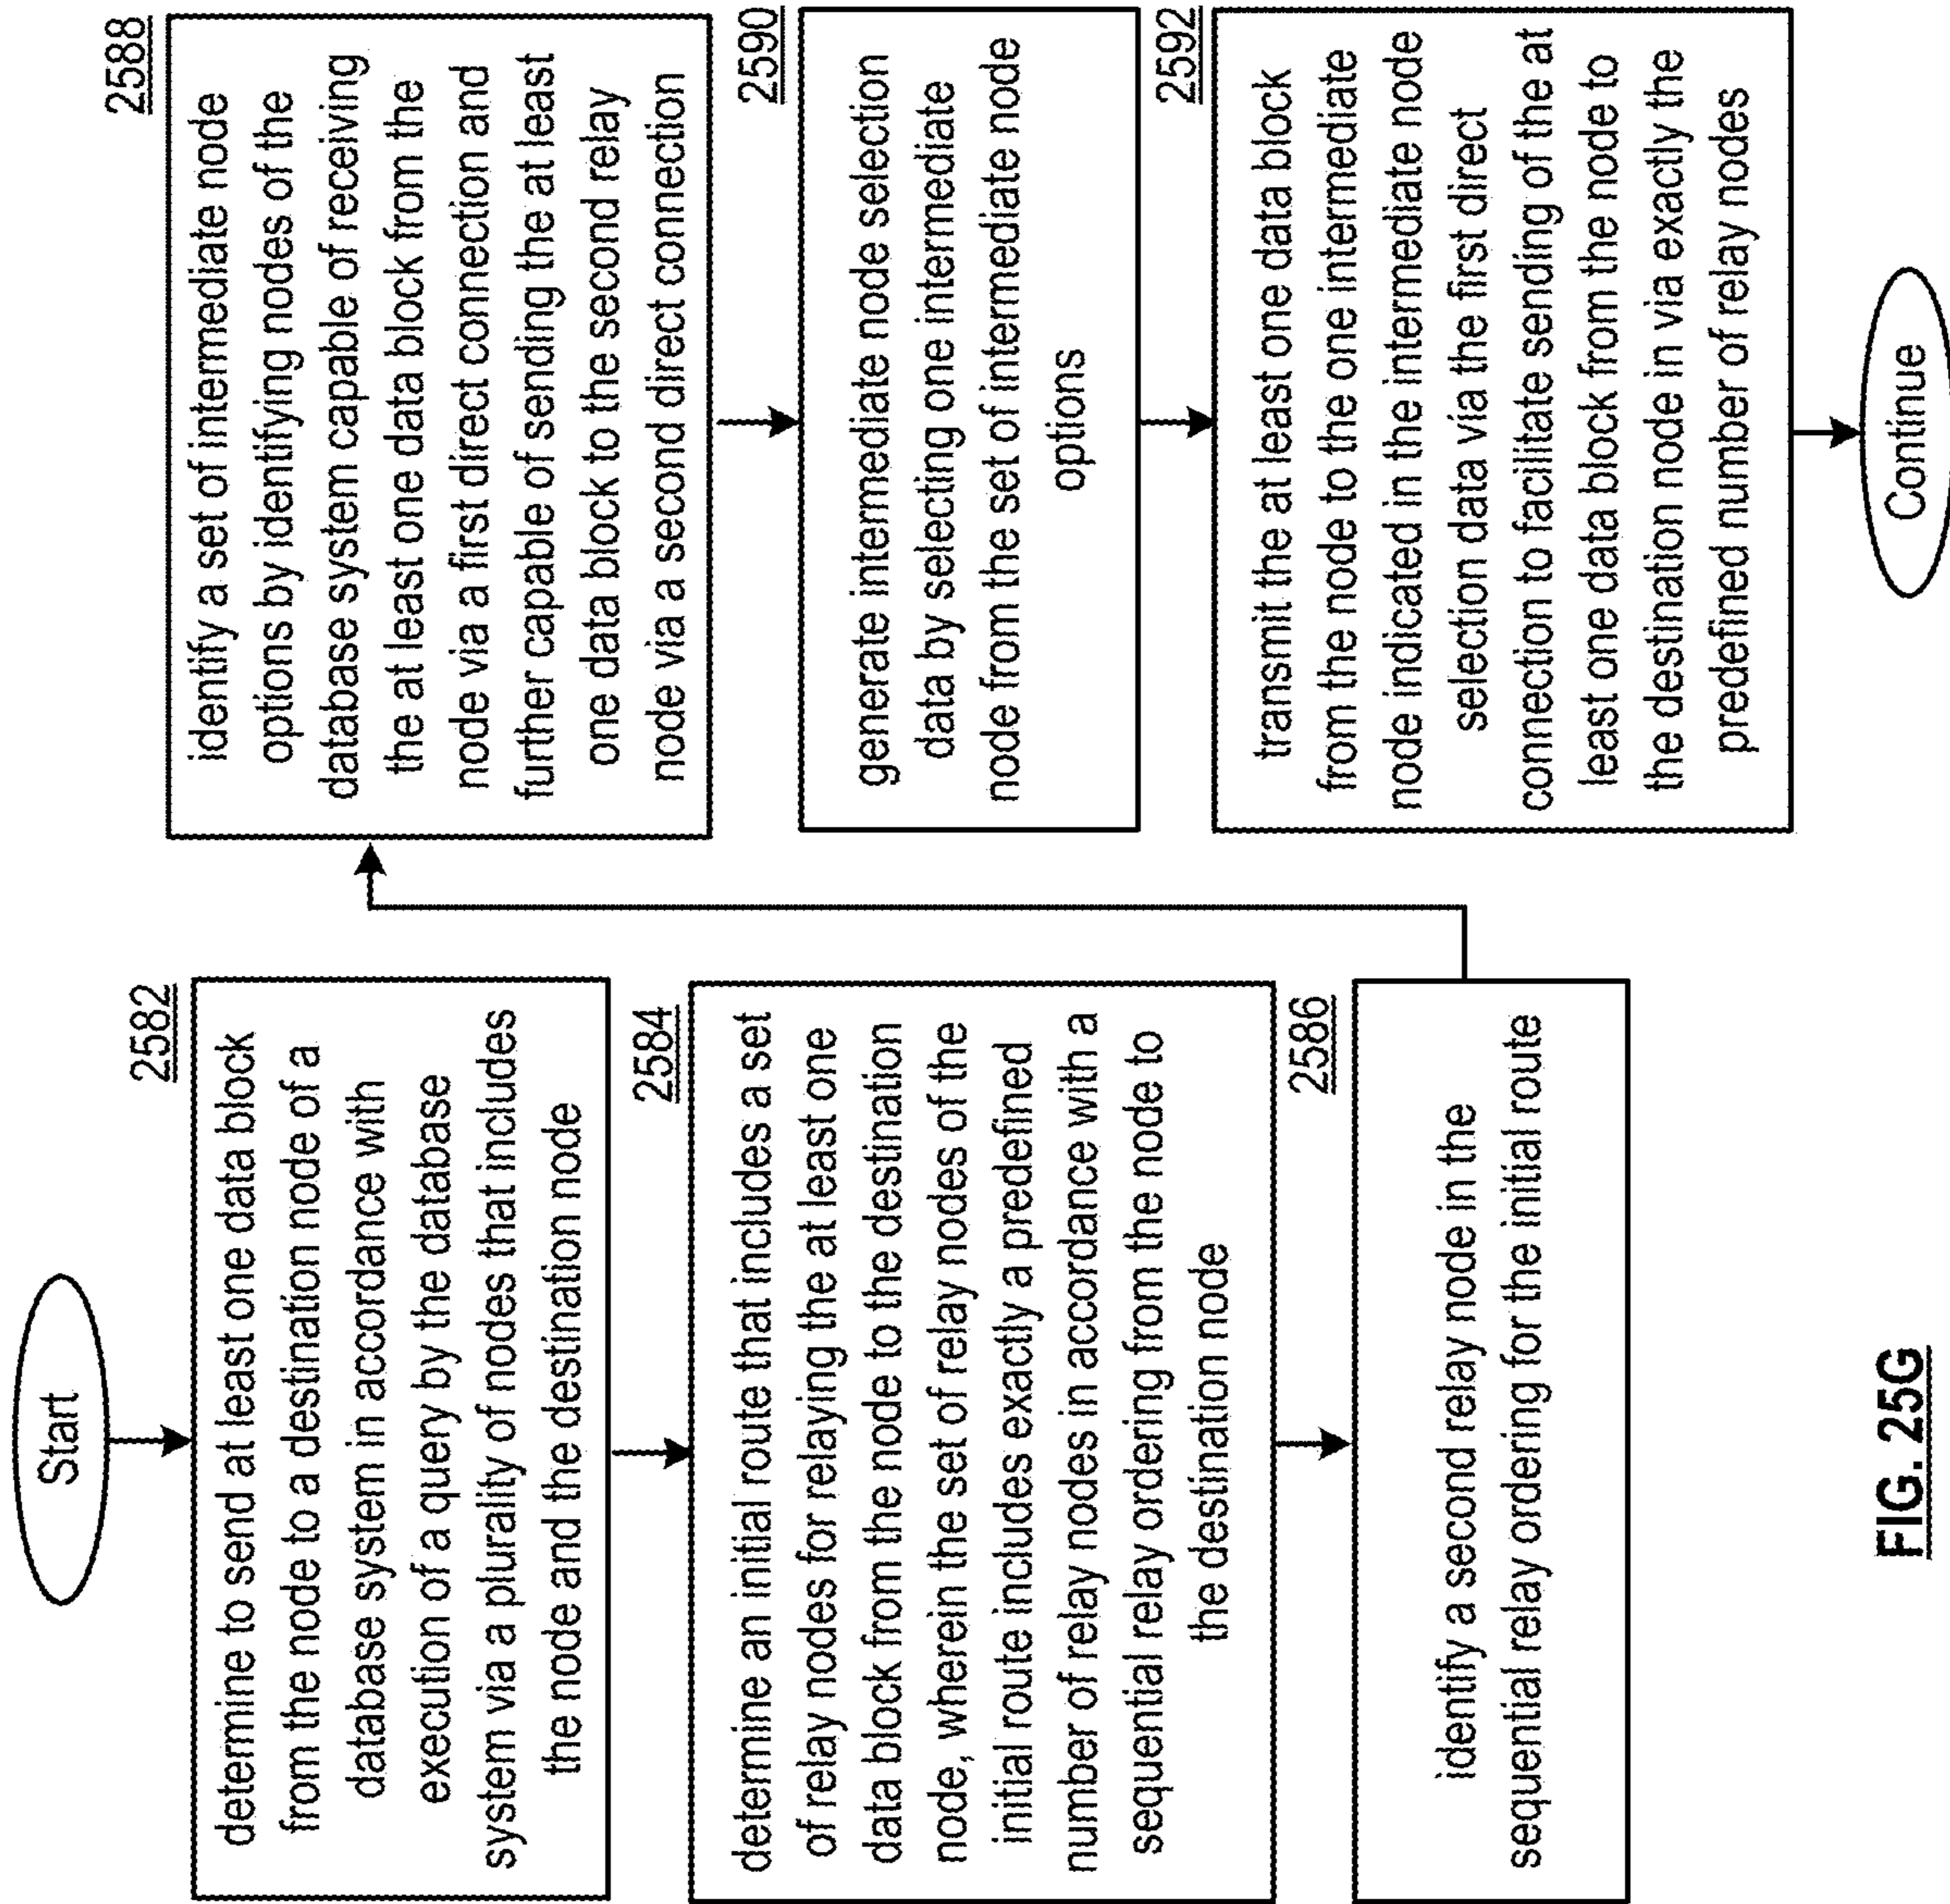 Start
2582
determine to send at least one data block
from the node to a destination node of a
database system in accordance with
execution of a query by the database
system via a plurality of nodes that includes
the node and the destination node
2584
determine an initial route that includes a set
of relay nodes for relaying the at least one
data block from the node to the destination
node, wherein the set of relay nodes of the
initial route includes exactly a predefined
number of relay nodes in accordance with a
sequential relay ordering from the node to
the destination node
2586
identify a second relay node in the
sequential relay ordering for the initial route
2588
identify a set of intermediate node
options by identifying nodes of the
database system capable of receiving
the at least one data block from the
node via a first direct connection and
further capable of sending the at least
one data block to the second relay
node via a second direct connection
2590
generate intermediate node selection
data by selecting one intermediate
node from the set of intermediate node
options
2592
transmit the at least one data block
from the node to the one intermediate
node indicated in the intermediate node
selection data via the first direct
connection to facilitate sending of the at
least one data block from the node to
the destination node in via exactly the
predefined number of relay nodes
Continue
FIG. 25G